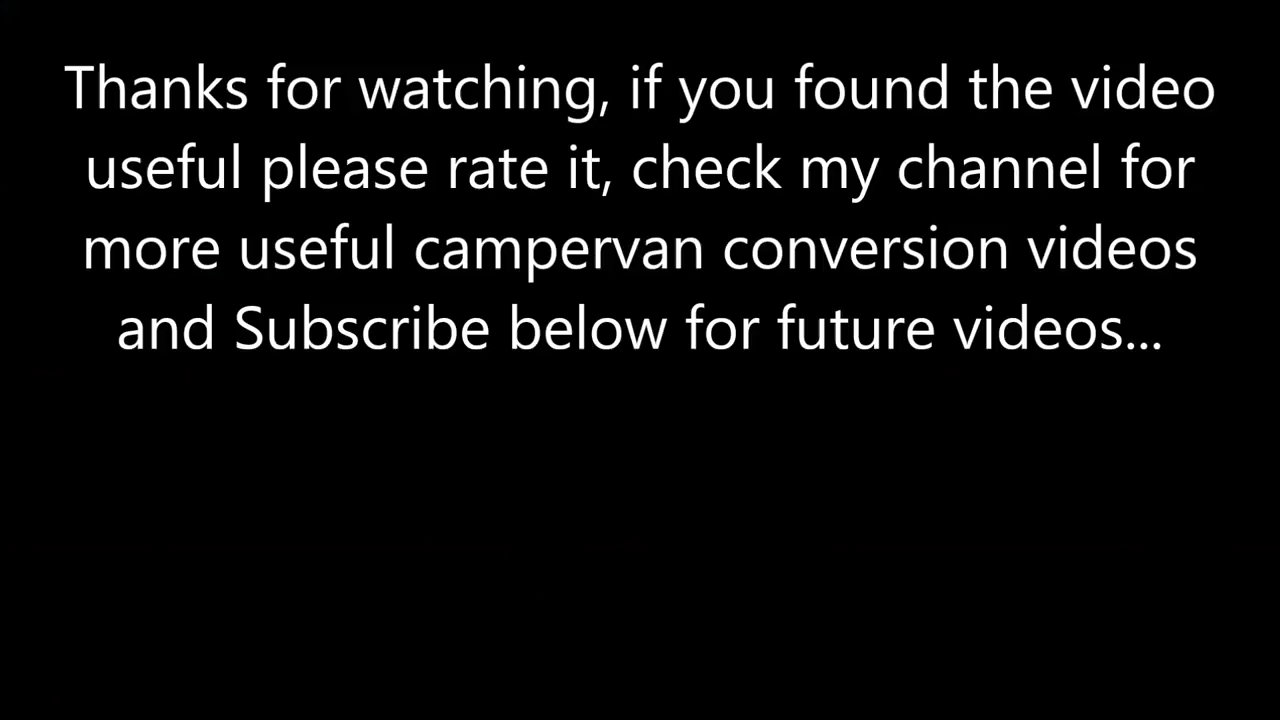 Thanks for watching, if you found the video
useful please rate it, check my channel for
more useful campervan conversion videos
and Subscribe below for future videos...